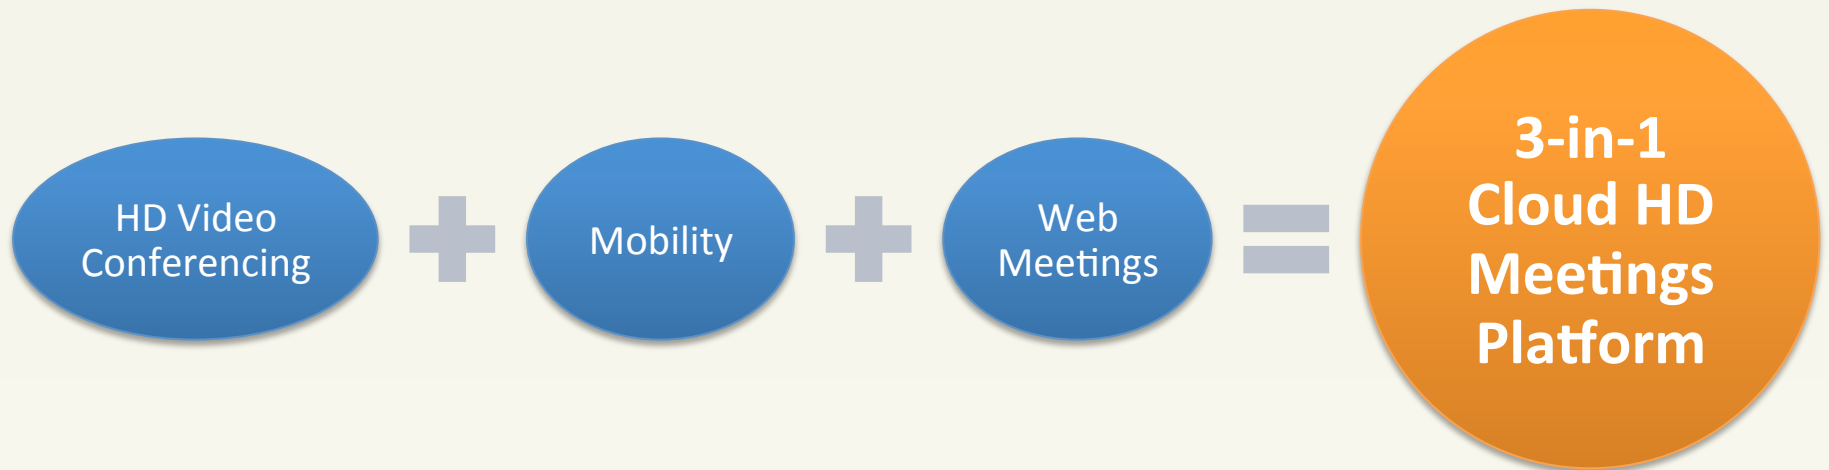 HD Video
Conferencing
Mobility
Web
Meetings
3-in-1
Cloud HD
Meetings
Platform